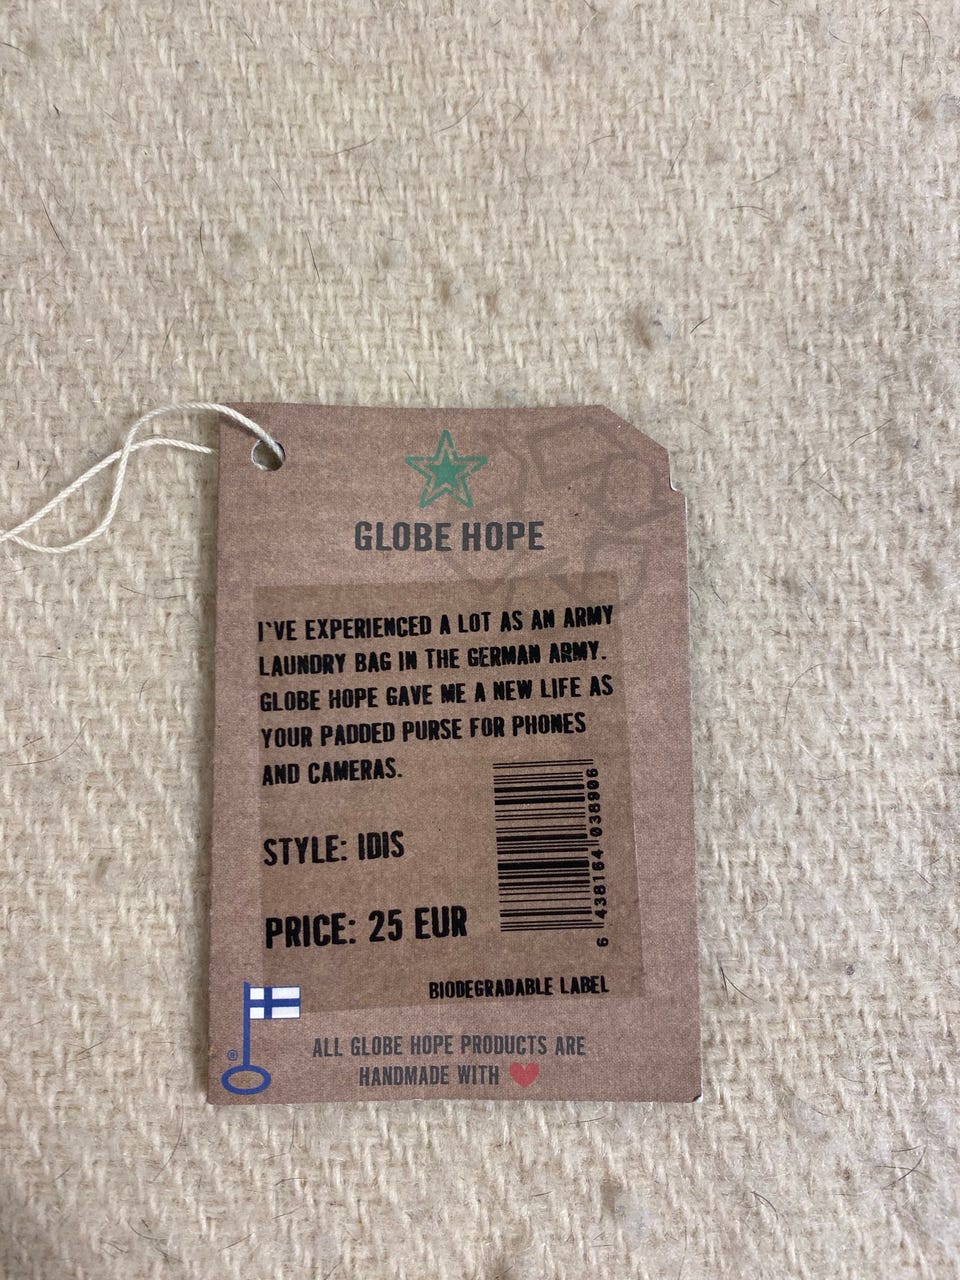 GLOBE HOPE
I`VE EXPERIENCED A LOT AS AN ARMY
LAUNDRY BAG IN THE GERMAN ARMY.
GLOBE HOPE GAVE ME A NEW LIFE AS
YOUR PADDED PURSE FOR PHONES
AND CAMERAS.
STYLE: IDIS
PRICE: 25 EUR
6 438164 038906
BIODEGRADABLE LABEL
®
ALL GLOBE HOPE PRODUCTS ARE
HANDMADE WITH ❤